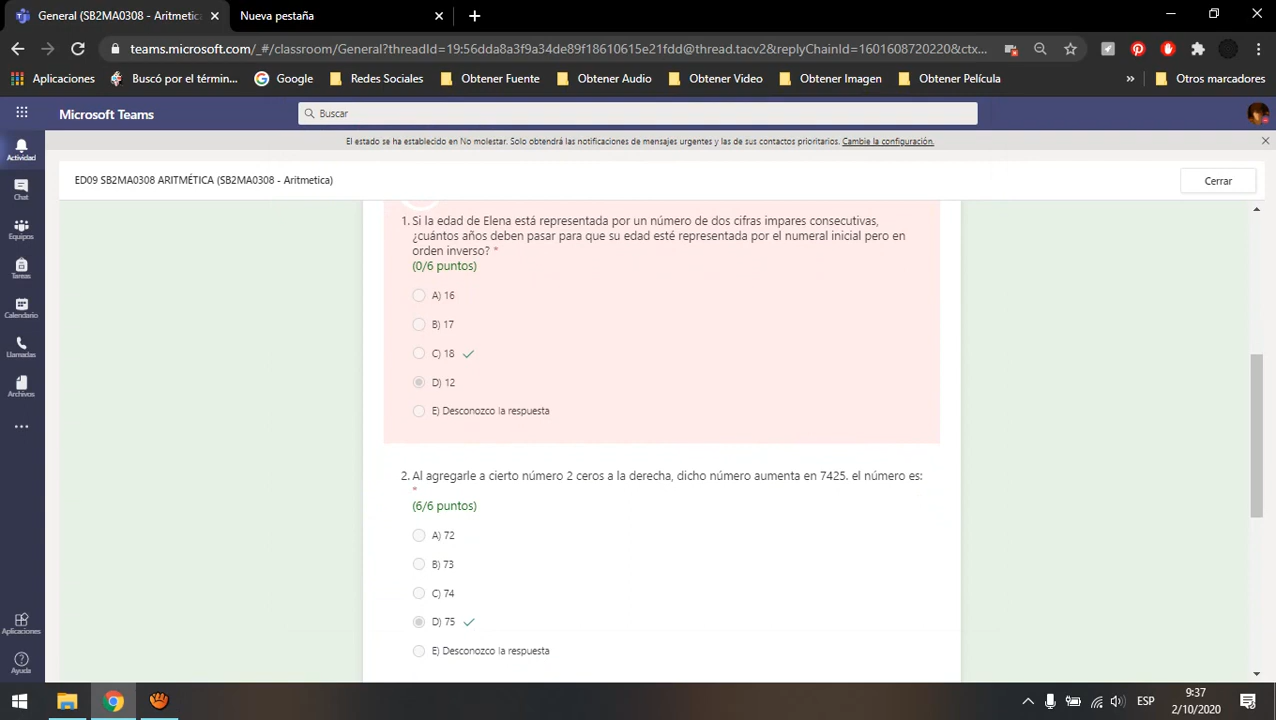 General (SB2MA0308 - Aritmetica
Nueva pestaña
teams.microsoft.com/_#/classroom/General?threadId=19:56dda8a3f9a34de89f18610615e21fdd@thread.tacv2&replyChainId=1601608720220&ctx...
Aplicaciones
Buscó por el términ...
Google
Redes Sociales
Obtener Fuente
Obtener Audio
Obtener Video
Obtener Imagen
Obtener Película
»
Otros marcadores
Microsoft Teams
Buscar
El estado se ha establecido en No molestar. Solo obtendrá las notificaciones de mensajes urgentes y las de sus contactos prioritarios. Cambie la configuración.
Actividad
Chat
Equipos
Tareas
Calendario
Llamadas
Archivos
Aplicaciones
Ayuda
ED09 SB2MA0308 ARITMÉTICA (SB2MA0308 - Aritmetica)
Cerrar
1. Si la edad de Elena está representada por un número de dos cifras impares consecutivas,
¿cuántos años deben pasar para que su edad esté representada por el numeral inicial pero en
orden inverso? *
(0/6 puntos)
A) 16
B) 17
C) 18
D) 12
E) Desconozco la respuesta
2. Al agregarle a cierto número 2 ceros a la derecha, dicho número aumenta en 7425. el número es:
*
(6/6 puntos)
A) 72
B) 73
C) 74
D) 75
E) Desconozco la respuesta
ESP
9:37
2/10/2020